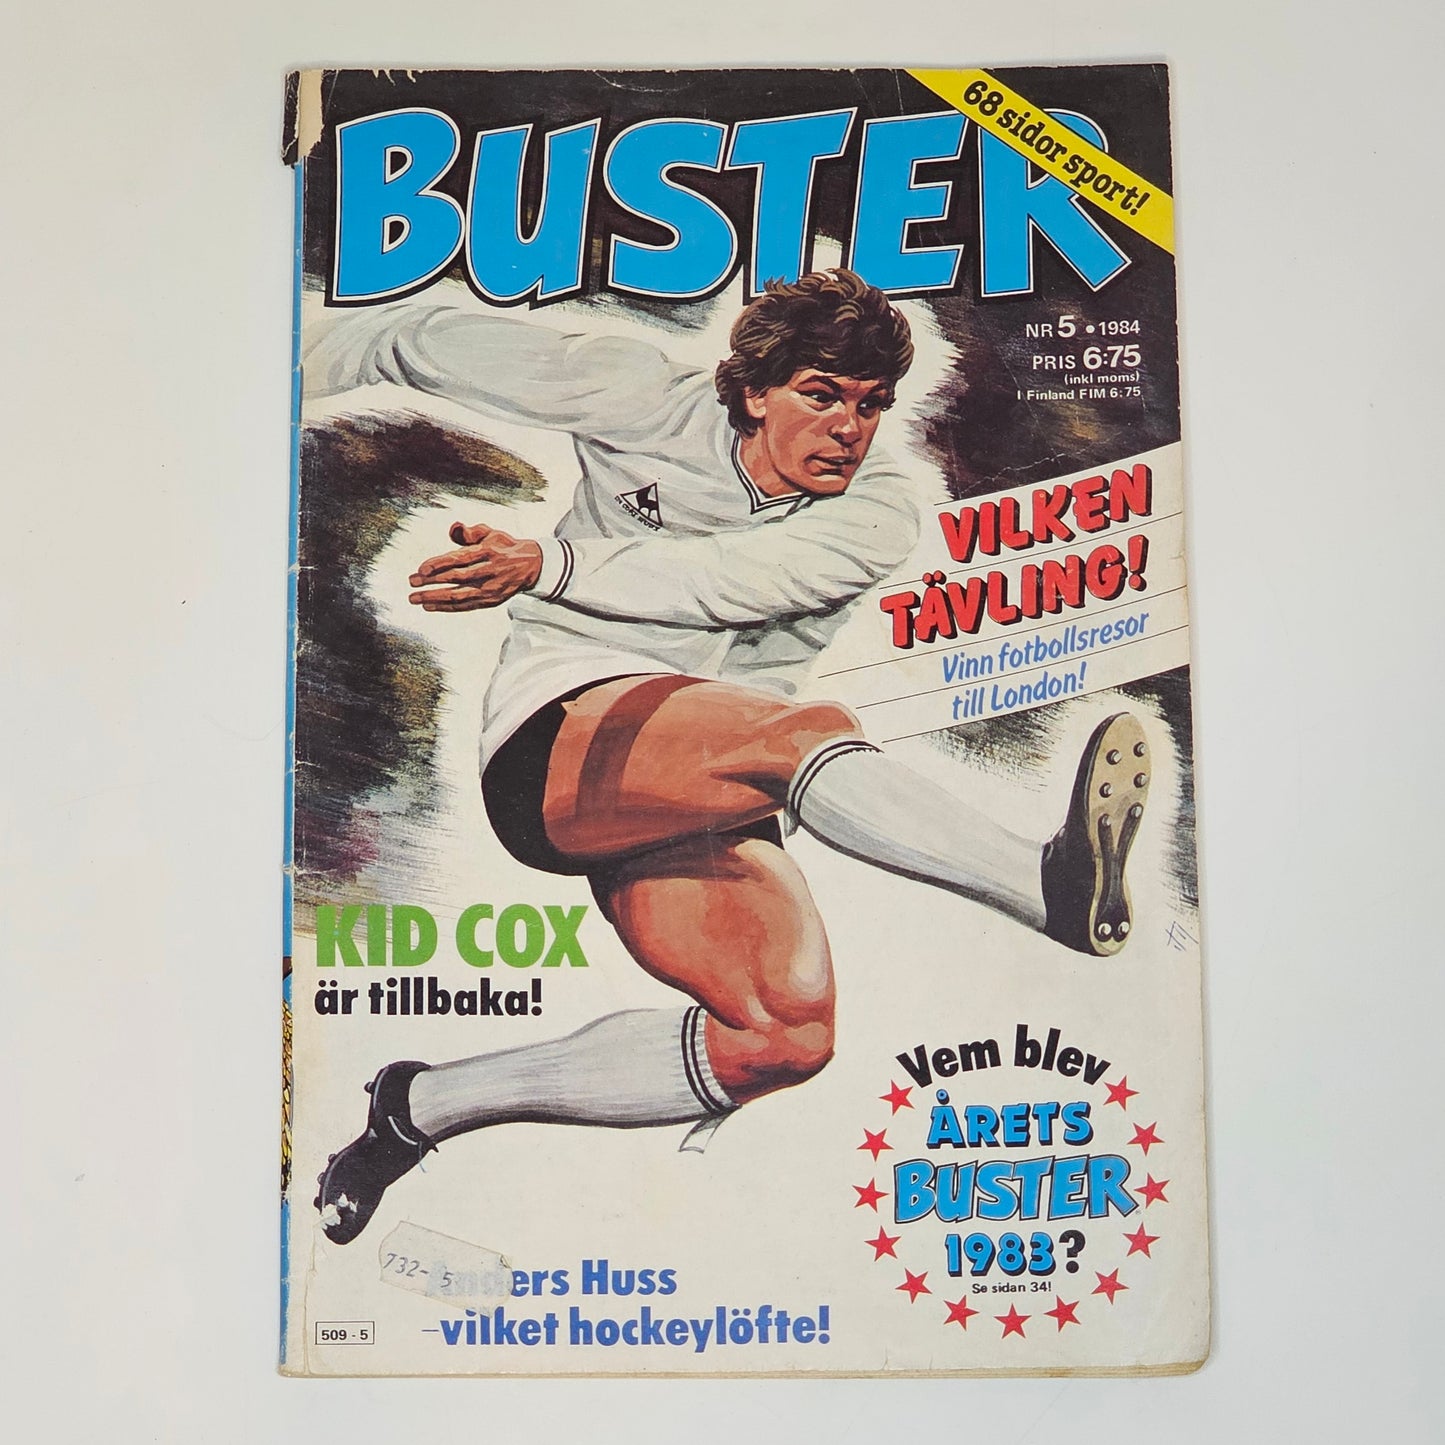 68 sidor sport!
BUSTER
NR 5 • 1984
PRIS 6:75
(inkl moms)
I Finland FIM 6:75
VILKEN
TÄVLING!
Vinn fotbollsresor
till London!
KID COX
är tillbaka!
Vem blev
ÅRETS
BUSTER
1983?
Se sidan 34!
732- 5
Anders Huss
–vilket hockeylöfte!
509 - 5